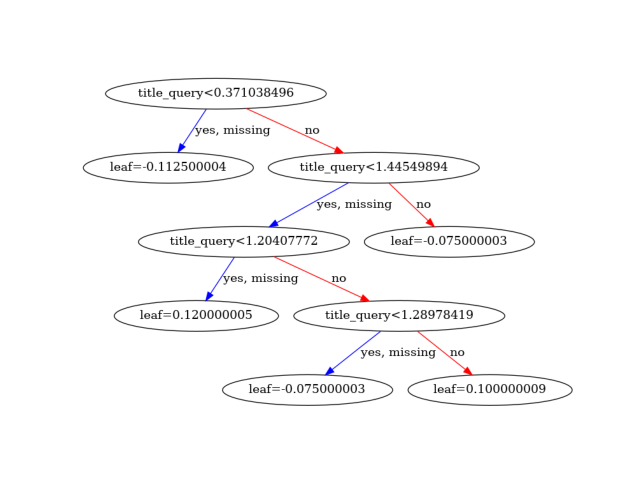 title_query<0.371038496
yes, missing
no
leaf=-0.112500004
title_query<1.44549894
yes, missing
no
title_query<1.20407772
leaf=-0.075000003
yes, missing
no
leaf=0.120000005
title_query<1.28978419
yes, missing
no
leaf=-0.075000003
leaf=0.100000009